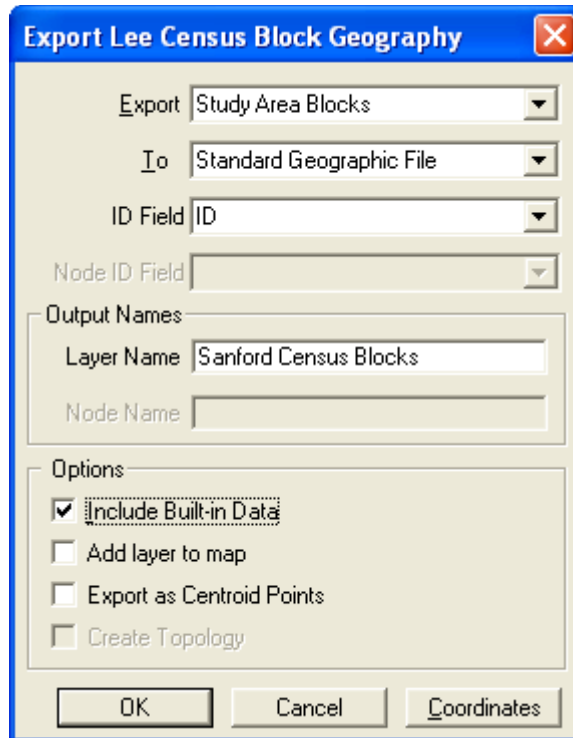 Export Lee Census Block Geography
Export Study Area Blocks
To Standard Geographic File
ID Field ID
Node ID Field
Output Names
Layer Name Sanford Census Blocks
Node Name
Options
Include Built-in Data
Add layer to map
Export as Centroid Points
Create Topology
OK Cancel Coordinates